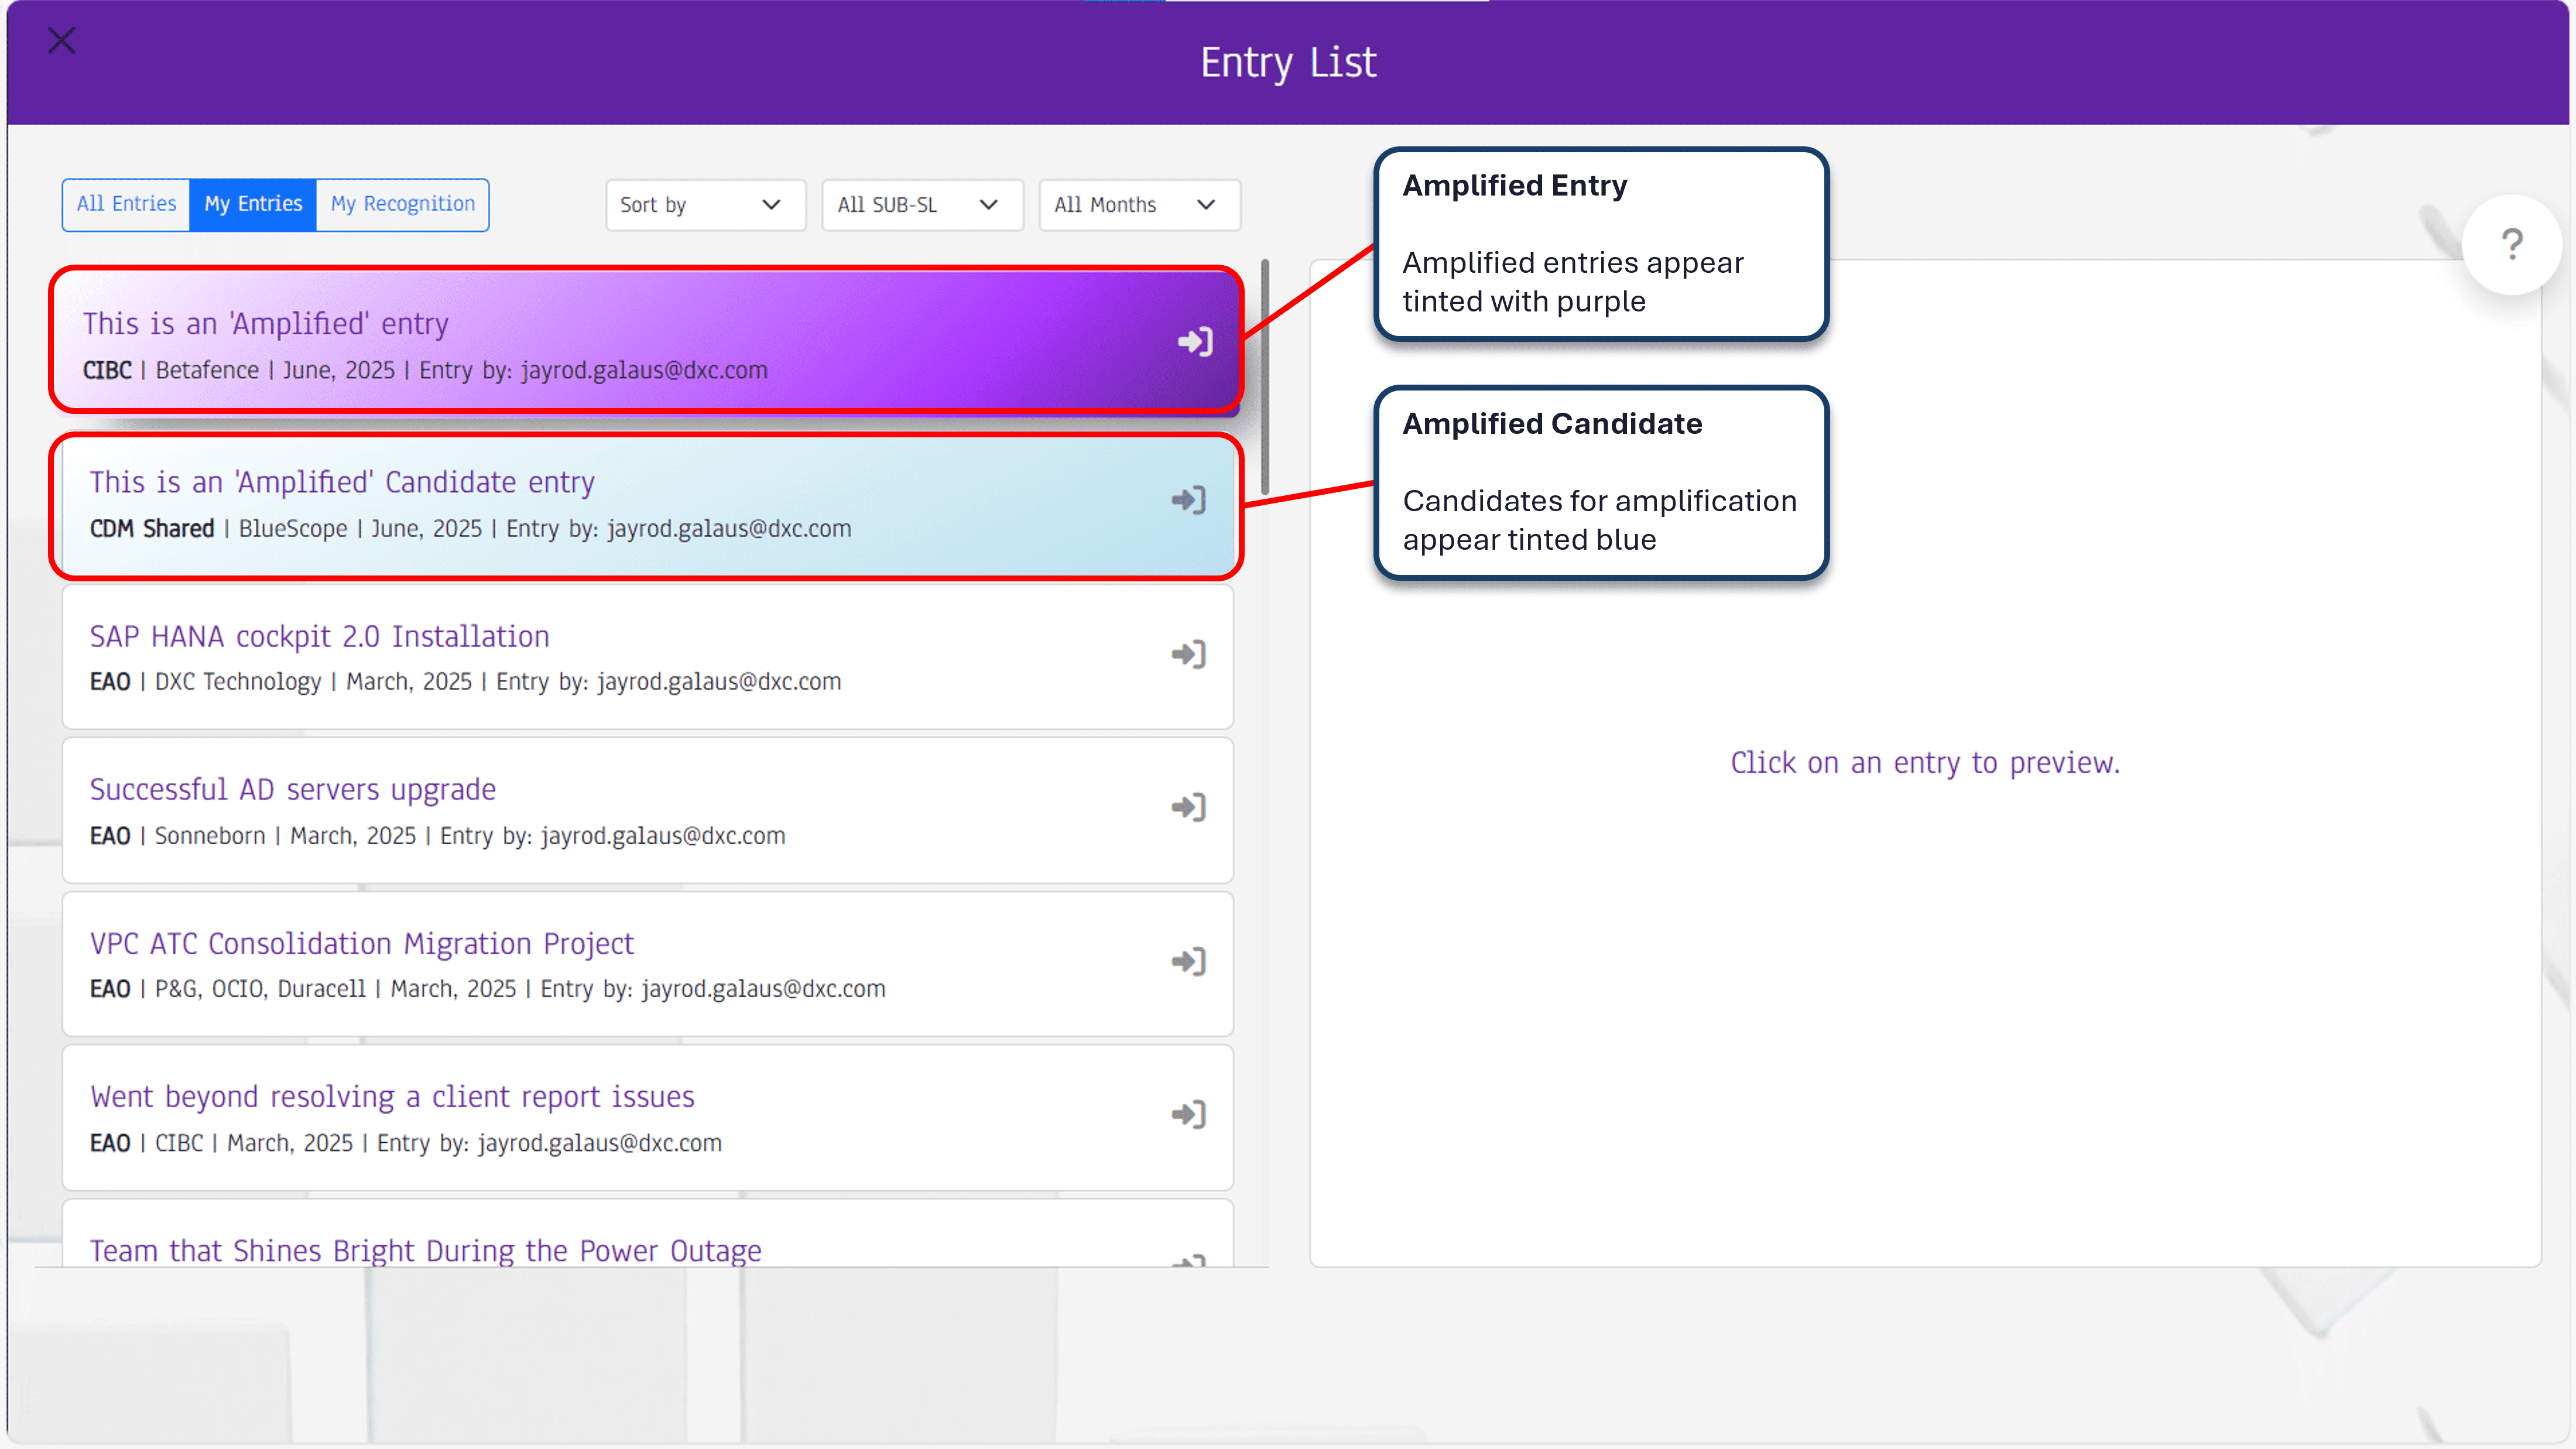 Entry List
All Entries
My Entries
My Recognition
Sort by
All SUB-SL
All Months
Amplified Entry
Amplified entries appear
tinted with purple
?
This is an 'Amplified' entry
CIBC | Betafence | June, 2025 | Entry by: jayrod.galaus@dxc.com
Amplified Candidate
Candidates for amplification
appear tinted blue
This is an 'Amplified' Candidate entry
CDM Shared | BlueScope | June, 2025 | Entry by: jayrod.galaus@dxc.com
SAP HANA cockpit 2.0 Installation
EAO | DXC Technology | March, 2025 | Entry by: jayrod.galaus@dxc.com
Successful AD servers upgrade
EAO | Sonneborn | March, 2025 | Entry by: jayrod.galaus@dxc.com
Click on an entry to preview.
VPC ATC Consolidation Migration Project
EAO | P&G, OCIO, Duracell | March, 2025 | Entry by: jayrod.galaus@dxc.com
Went beyond resolving a client report issues
EAO | CIBC | March, 2025 | Entry by: jayrod.galaus@dxc.com
Team that Shines Bright During the Power Outage